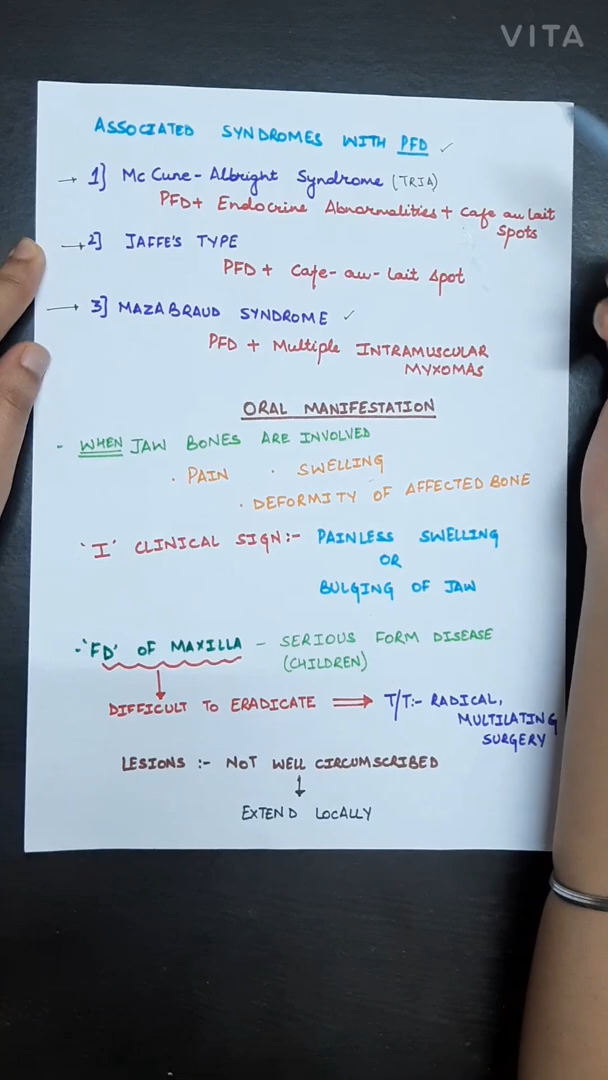 VITA
ASSOCIATED SYNDROMES WITH PFD ✓
→ 1] Mc Cune - Albright Syndrome (TRIA)
PFD + Endocrine Abnormalities + Cafe au lait
Spots
→ 2] JAFFE'S TYPE
PFD + Cafe - au - lait spot
→ 3] MAZABRAUD SYNDROME ✓
PFD + Multiple INTRAMUSCULAR
MYXOMAS
ORAL MANIFESTATION
- WHEN JAW BONES ARE INVOLVED
· PAIN · SWELLING
· DEFORMITY OF AFFECTED BONE
'I' CLINICAL SIGN:- PAINLESS SWELLING
OR
BULGING OF JAW
- 'FD' OF MAXILLA - SERIOUS FORM DISEASE
(CHILDREN)
↓
DIFFICULT TO ERADICATE ⇒ T/T:- RADICAL,
MULTILATING
SURGERY
LESIONS :- NOT WELL CIRCUMSCRIBED
↓
EXTEND LOCALLY